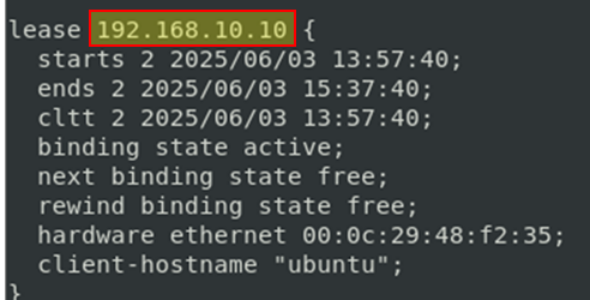 lease 192.168.10.10 {
starts 2 2025/06/03 13:57:40;
ends 2 2025/06/03 15:37:40;
cltt 2 2025/06/03 13:57:40;
binding state active;
next binding state free;
rewind binding state free;
hardware ethernet 00:0c:29:48:f2:35;
client-hostname "ubuntu";
}